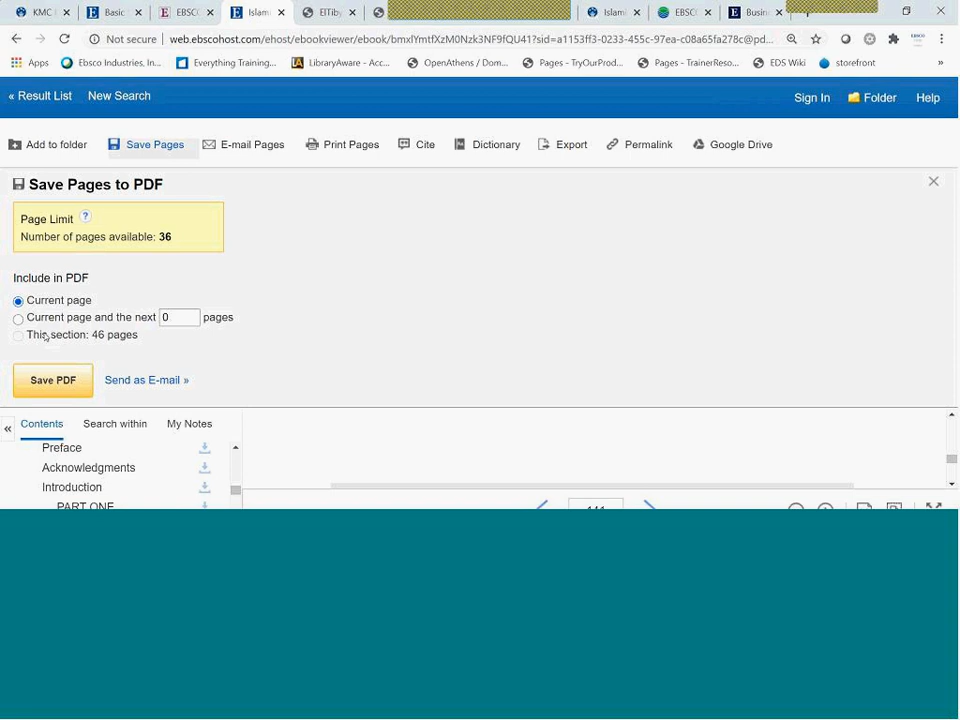 KMC
Basic
EBSC
Islam
ElTiby
Islam
EBSC
Busin
Not secure
web.ebscohost.com/ehost/ebookviewer/ebook/bmxlYmtfXzM0Nzk3NF9fQU41?sid=a1153ff3-0233-455c-97ea-c08a65fa278c@pd...
Apps
Ebsco Industries, In...
Everything Training...
LibraryAware - Acc...
OpenAthens / Dom...
Pages - TryOurProd...
Pages - TrainerReso...
EDS Wiki
storefront
»
« Result List
New Search
Sign In
Folder
Help
Add to folder
Save Pages
E-mail Pages
Print Pages
Cite
Dictionary
Export
Permalink
Google Drive
Save Pages to PDF
Page Limit ?
Number of pages available: 36
Include in PDF
Current page
Current page and the next 0 pages
This section: 46 pages
Save PDF
Send as E-mail »
«
Contents
Search within
My Notes
Preface
Acknowledgments
Introduction
PART ONE